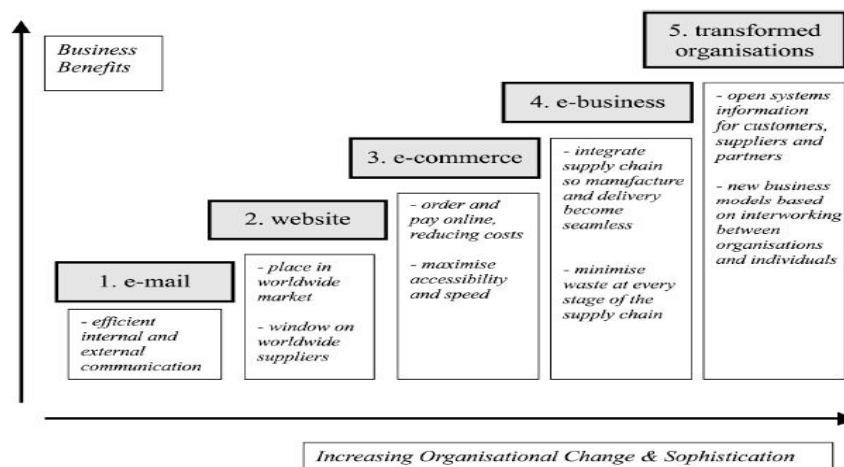 Business
Benefits
1. e-mail
- efficient
internal and
external
communication
2. website
- place in
worldwide
market
- window on
worldwide
suppliers
3. e-commerce
- order and
pay online,
reducing costs
- maximise
accessibility
and speed
4. e-business
- integrate
supply chain
so manufacture
and delivery
become
seamless
- minimise
waste at every
stage of the
supply chain
5. transformed
organisations
- open systems
information
for customers,
suppliers and
partners
- new business
models based
on interworking
between
organisations
and individuals
Increasing Organisational Change & Sophistication